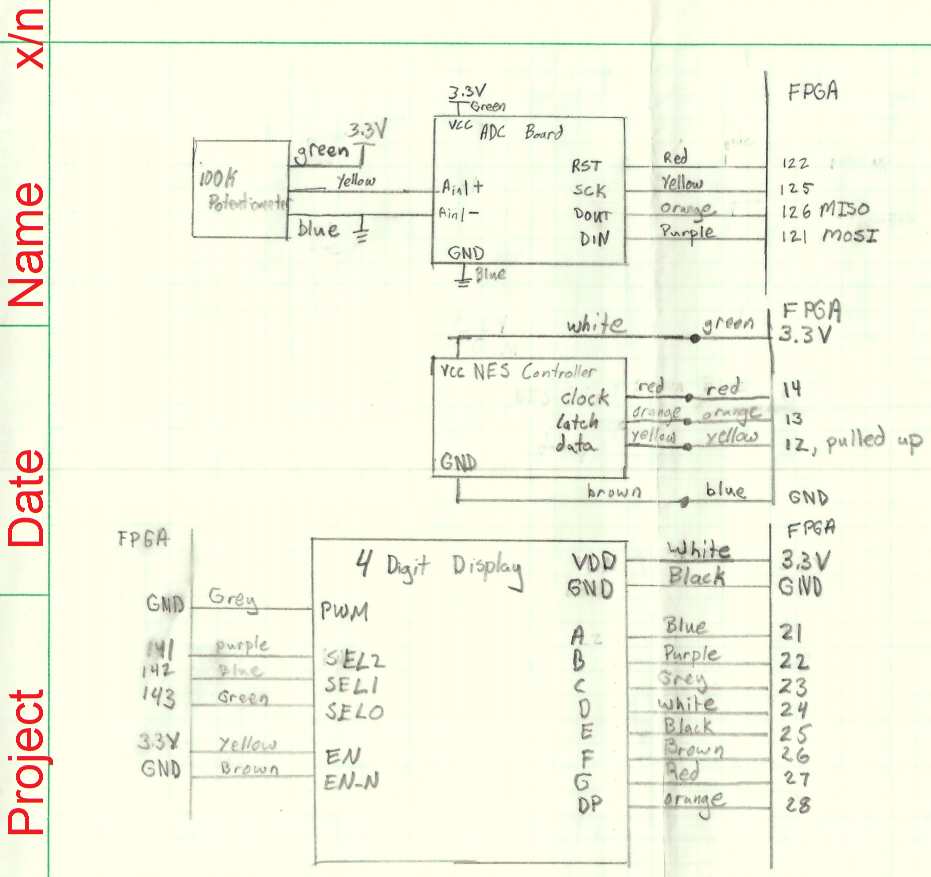 x/n
Name
Date
Project
FPGA
3.3V
Green
VCC ADC Board
3.3V
green
100K
Potentiometer
Yellow
blue
Ain1+
Ain1-
GND
Blue
RST Red 122
SCK Yellow 125
DOUT orange 126 MISO
DIN Purple 121 MOSI
FPGA
white green 3.3V
VCC NES Controller
clock red red 14
latch orange orange 13
data yellow yellow 12, pulled up
GND
brown blue GND
FPGA
FPGA
4 Digit Display
VDD White 3.3V
GND Black GND
GND Grey PWM
141 purple SEL2
142 Blue SEL1
143 Green SEL0
3.3V Yellow EN
GND Brown EN-N
A Blue 21
B Purple 22
C Grey 23
D White 24
E Black 25
F Brown 26
G Red 27
DP orange 28